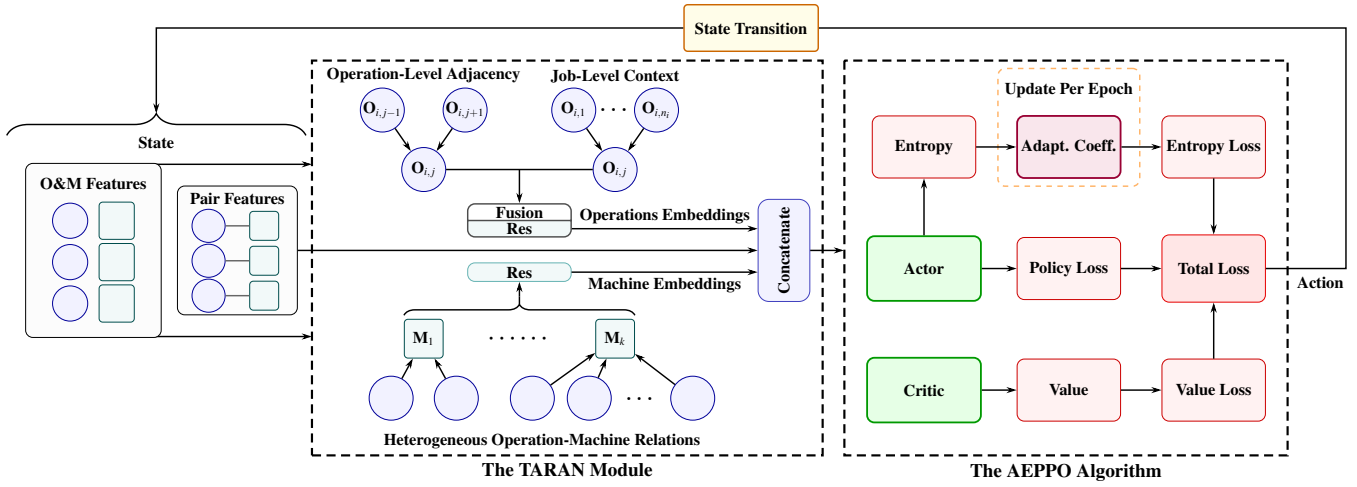 State Transition
State
O&M Features
Pair Features
Operation-Level Adjacency
Job-Level Context
O_{i,j−1}
O_{i,j+1}
O_{i,1}
· · ·
O_{i,n_i}
O_{i,j}
O_{i,j}
Fusion
Res
Operations Embeddings
Res
Machine Embeddings
Concatenate
M_1
· · · · · ·
M_k
· · ·
Heterogeneous Operation-Machine Relations
The TARAN Module
Update Per Epoch
Entropy
Adapt. Coeff.
Entropy Loss
Actor
Policy Loss
Total Loss
Action
Critic
Value
Value Loss
The AEPPO Algorithm